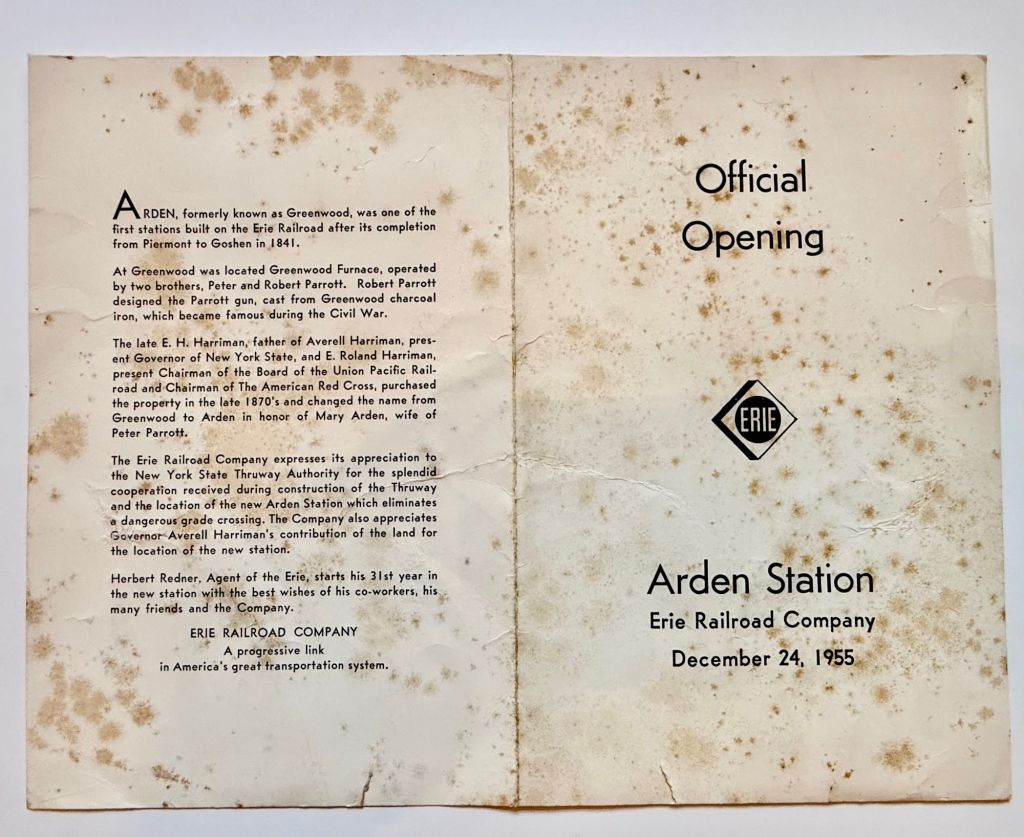 ARDEN, formerly known as Greenwood, was one of the
first stations built on the Erie Railroad after its completion
from Piermont to Goshen in 1841.
At Greenwood was located Greenwood Furnace, operated
by two brothers, Peter and Robert Parrott. Robert Parrott
designed the Parrott gun, cast from Greenwood charcoal
iron, which became famous during the Civil War.
The late E. H. Harriman, father of Averell Harriman, pres-
ent Governor of New York State, and E. Roland Harriman,
present Chairman of the Board of the Union Pacific Rail-
road and Chairman of The American Red Cross, purchased
the property in the late 1870's and changed the name from
Greenwood to Arden in honor of Mary Arden, wife of
Peter Parrott.
The Erie Railroad Company expresses its appreciation to
the New York State Thruway Authority for the splendid
cooperation received during construction of the Thruway
and the location of the new Arden Station which eliminates
a dangerous grade crossing. The Company also appreciates
Governor Averell Harriman's contribution of the land for
the location of the new station.
Herbert Redner, Agent of the Erie, starts his 31st year in
the new station with the best wishes of his co-workers, his
many friends and the Company.
ERIE RAILROAD COMPANY
A progressive link
in America's great transportation system.
Official
Opening
ERIE
Arden Station
Erie Railroad Company
December 24, 1955